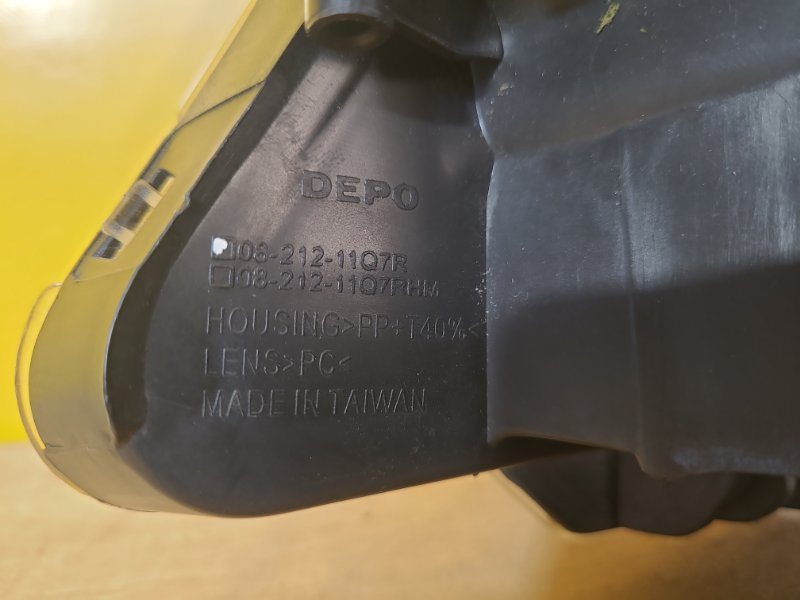 DEPO
08-212-11Q7R
08-212-11Q7RHM
HOUSING>PP+T40%<
LENS>PC<
MADE IN TAIWAN